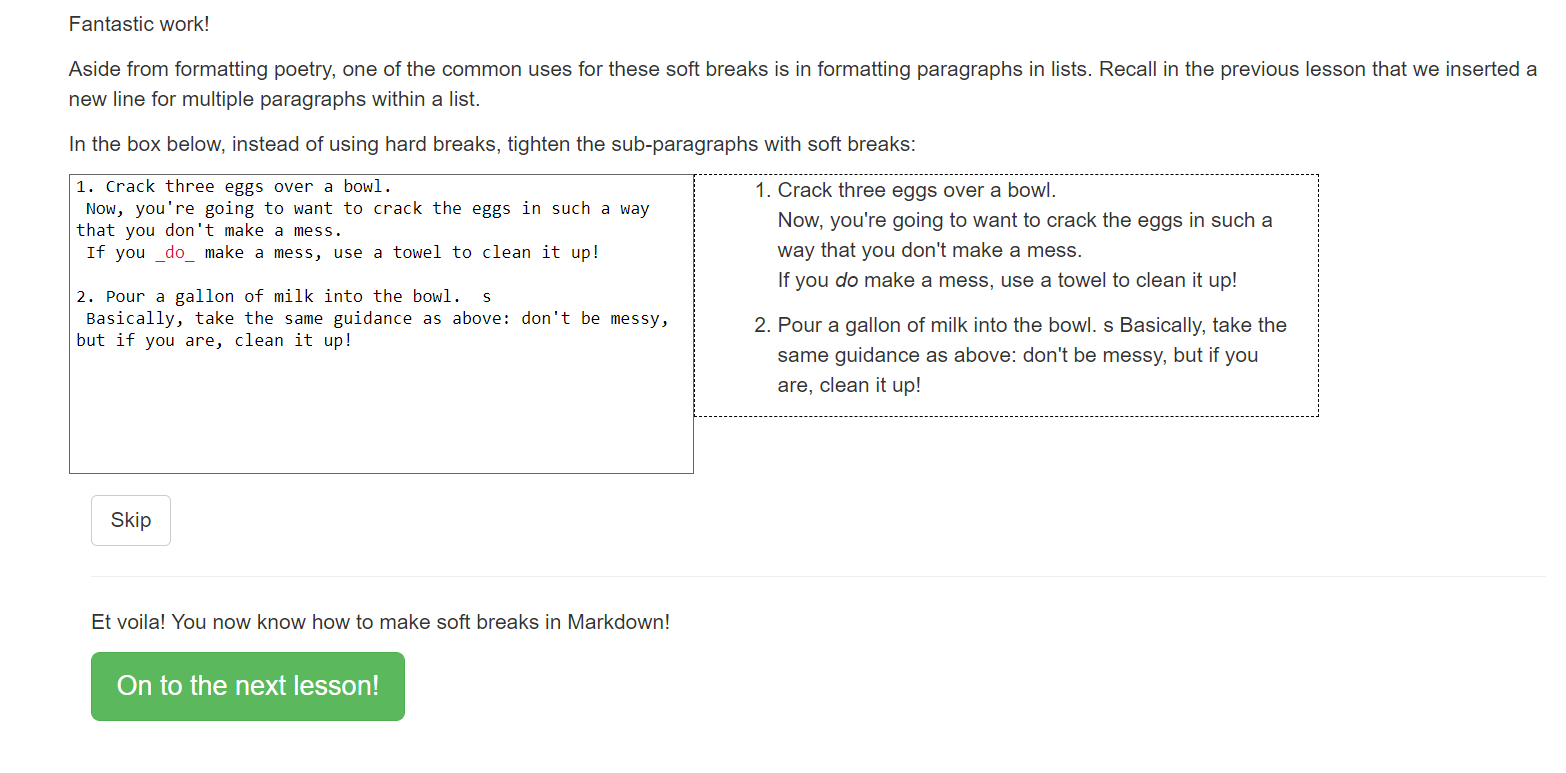 Fantastic work!
Aside from formatting poetry, one of the common uses for these soft breaks is in formatting paragraphs in lists. Recall in the previous lesson that we inserted a
new line for multiple paragraphs within a list.
In the box below, instead of using hard breaks, tighten the sub-paragraphs with soft breaks:
1. Crack three eggs over a bowl.
Now, you're going to want to crack the eggs in such a way
that you don't make a mess.
If you _do_ make a mess, use a towel to clean it up!
2. Pour a gallon of milk into the bowl.  s
Basically, take the same guidance as above: don't be messy,
but if you are, clean it up!
1. Crack three eggs over a bowl.
Now, you're going to want to crack the eggs in such a
way that you don't make a mess.
If you do make a mess, use a towel to clean it up!
2. Pour a gallon of milk into the bowl. s Basically, take the
same guidance as above: don't be messy, but if you
are, clean it up!
Skip
Et voila! You now know how to make soft breaks in Markdown!
On to the next lesson!